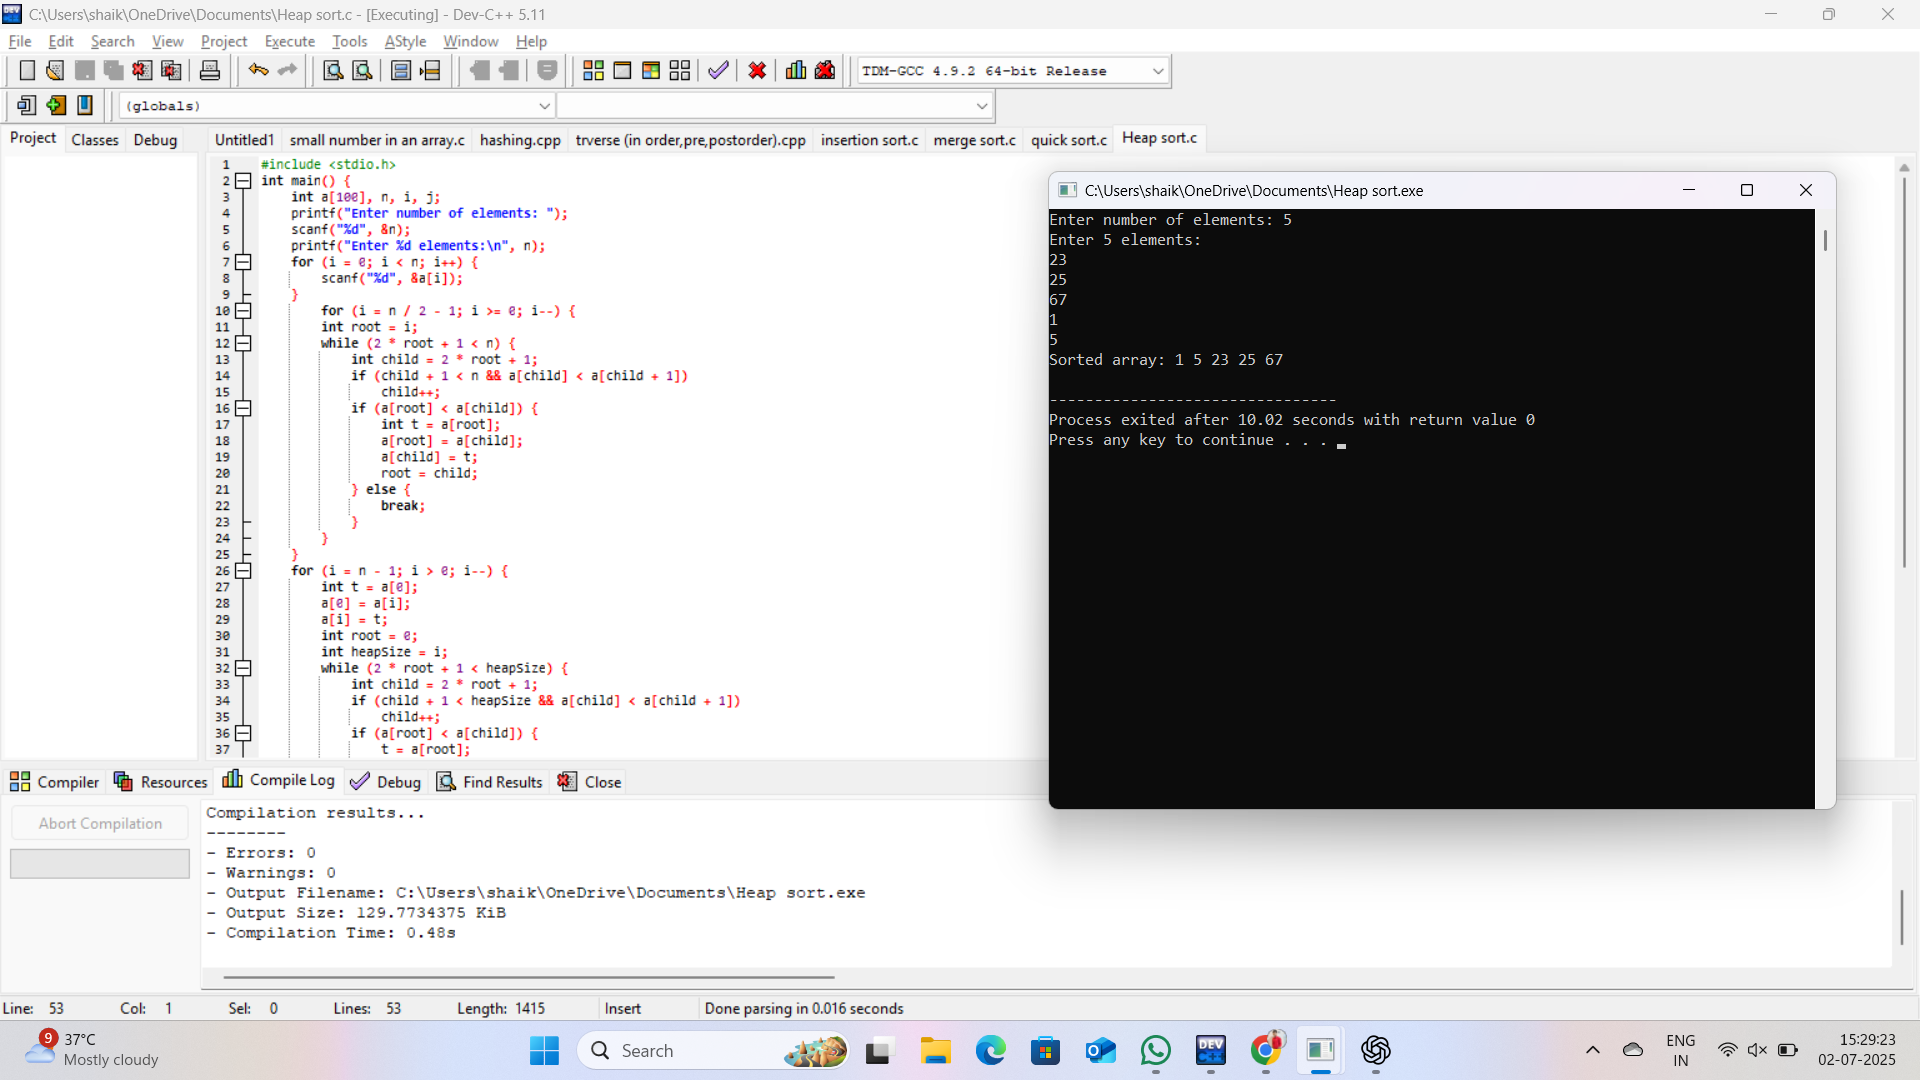 C:\Users\shaik\OneDrive\Documents\Heap sort.c - [Executing] - Dev-C++ 5.11
File Edit Search View Project Execute Tools AStyle Window Help
TDM-GCC 4.9.2 64-bit Release
(globals)
Project Classes Debug
Untitled1 small number in an array.c hashing.cpp trverse (in order,pre,postorder).cpp insertion sort.c merge sort.c quick sort.c Heap sort.c
1 #include <stdio.h>
2 int main() {
3 int a[100], n, i, j;
4 printf("Enter number of elements: ");
5 scanf("%d", &n);
6 printf("Enter %d elements:\n", n);
7 for (i = 0; i < n; i++) {
8 scanf("%d", &a[i]);
9 }
10 for (i = n / 2 - 1; i >= 0; i--) {
11 int root = i;
12 while (2 * root + 1 < n) {
13 int child = 2 * root + 1;
14 if (child + 1 < n && a[child] < a[child + 1])
15 child++;
16 if (a[root] < a[child]) {
17 int t = a[root];
18 a[root] = a[child];
19 a[child] = t;
20 root = child;
21 } else {
22 break;
23 }
24 }
25 }
26 for (i = n - 1; i > 0; i--) {
27 int t = a[0];
28 a[0] = a[i];
29 a[i] = t;
30 int root = 0;
31 int heapSize = i;
32 while (2 * root + 1 < heapSize) {
33 int child = 2 * root + 1;
34 if (child + 1 < heapSize && a[child] < a[child + 1])
35 child++;
36 if (a[root] < a[child]) {
37 t = a[root];
C:\Users\shaik\OneDrive\Documents\Heap sort.exe
Enter number of elements: 5
Enter 5 elements:
23
25
67
1
5
Sorted array: 1 5 23 25 67
--------------------------------
Process exited after 10.02 seconds with return value 0
Press any key to continue . . .
Compiler Resources Compile Log Debug Find Results Close
Abort Compilation
Compilation results...
--------
- Errors: 0
- Warnings: 0
- Output Filename: C:\Users\shaik\OneDrive\Documents\Heap sort.exe
- Output Size: 129.7734375 KiB
- Compilation Time: 0.48s
Line: 53 Col: 1 Sel: 0 Lines: 53 Length: 1415 Insert Done parsing in 0.016 seconds
9
37°C
Mostly cloudy
Search
DEV
ENG
IN
15:29:23
02-07-2025